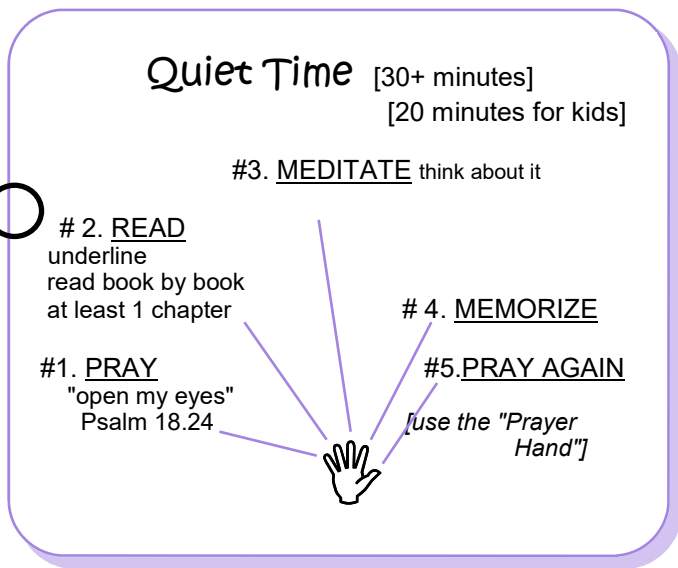 Quiet Time [30+ minutes]
[20 minutes for kids]
#3. MEDITATE think about it
# 2. READ
underline
read book by book
at least 1 chapter
# 4. MEMORIZE
#1. PRAY
"open my eyes"
Psalm 18.24
#5.PRAY AGAIN
[use the "Prayer
Hand"]